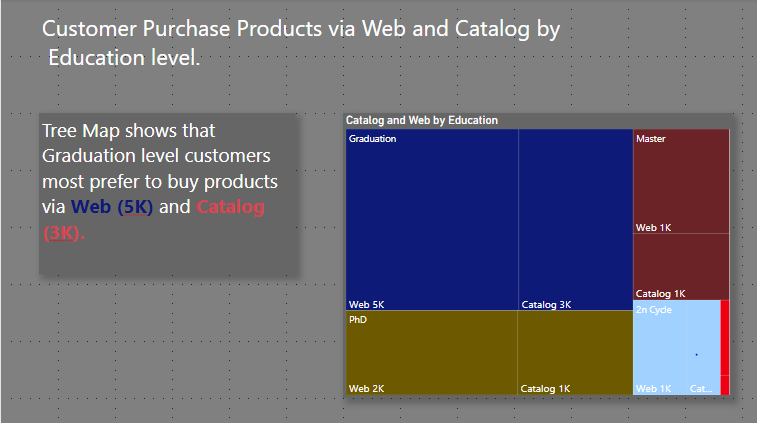 Customer Purchase Products via Web and Catalog by
Education level.
Tree Map shows that
Graduation level customers
most prefer to buy products
via Web (5K) and Catalog
(3K).
Catalog and Web by Education
Graduation
Master
Web 1K
Catalog 1K
Web 5K
Catalog 3K
2n Cycle
PhD
Web 2K
Catalog 1K
Web 1K
Cat...